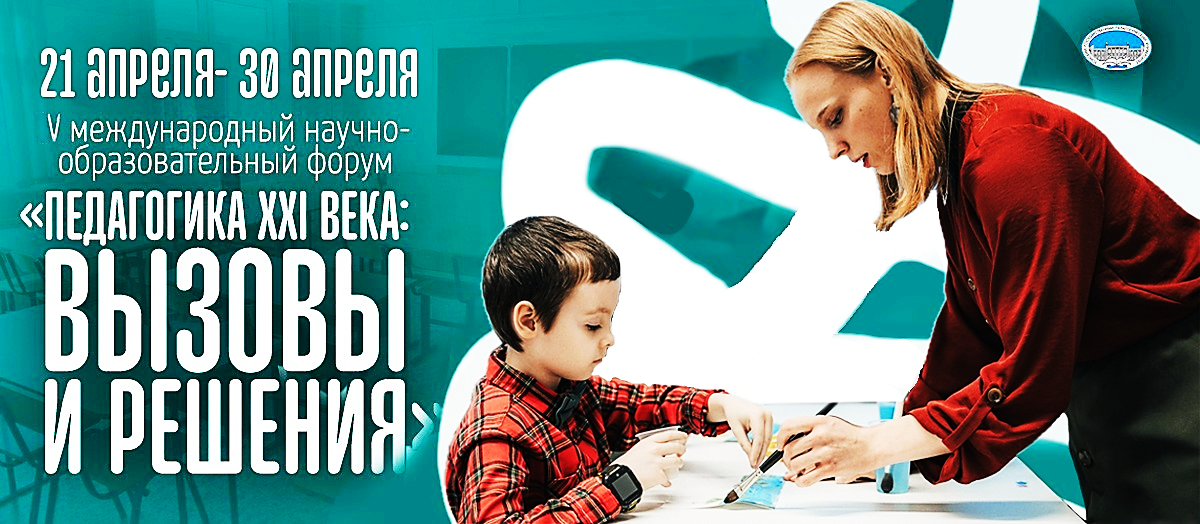 21 апреля- 30 апреля
V международный научно-
образовательный форум
«ПЕДАГОГИКА XXI ВЕКА:
ВЫЗОВЫ
И РЕШЕНИЯ»